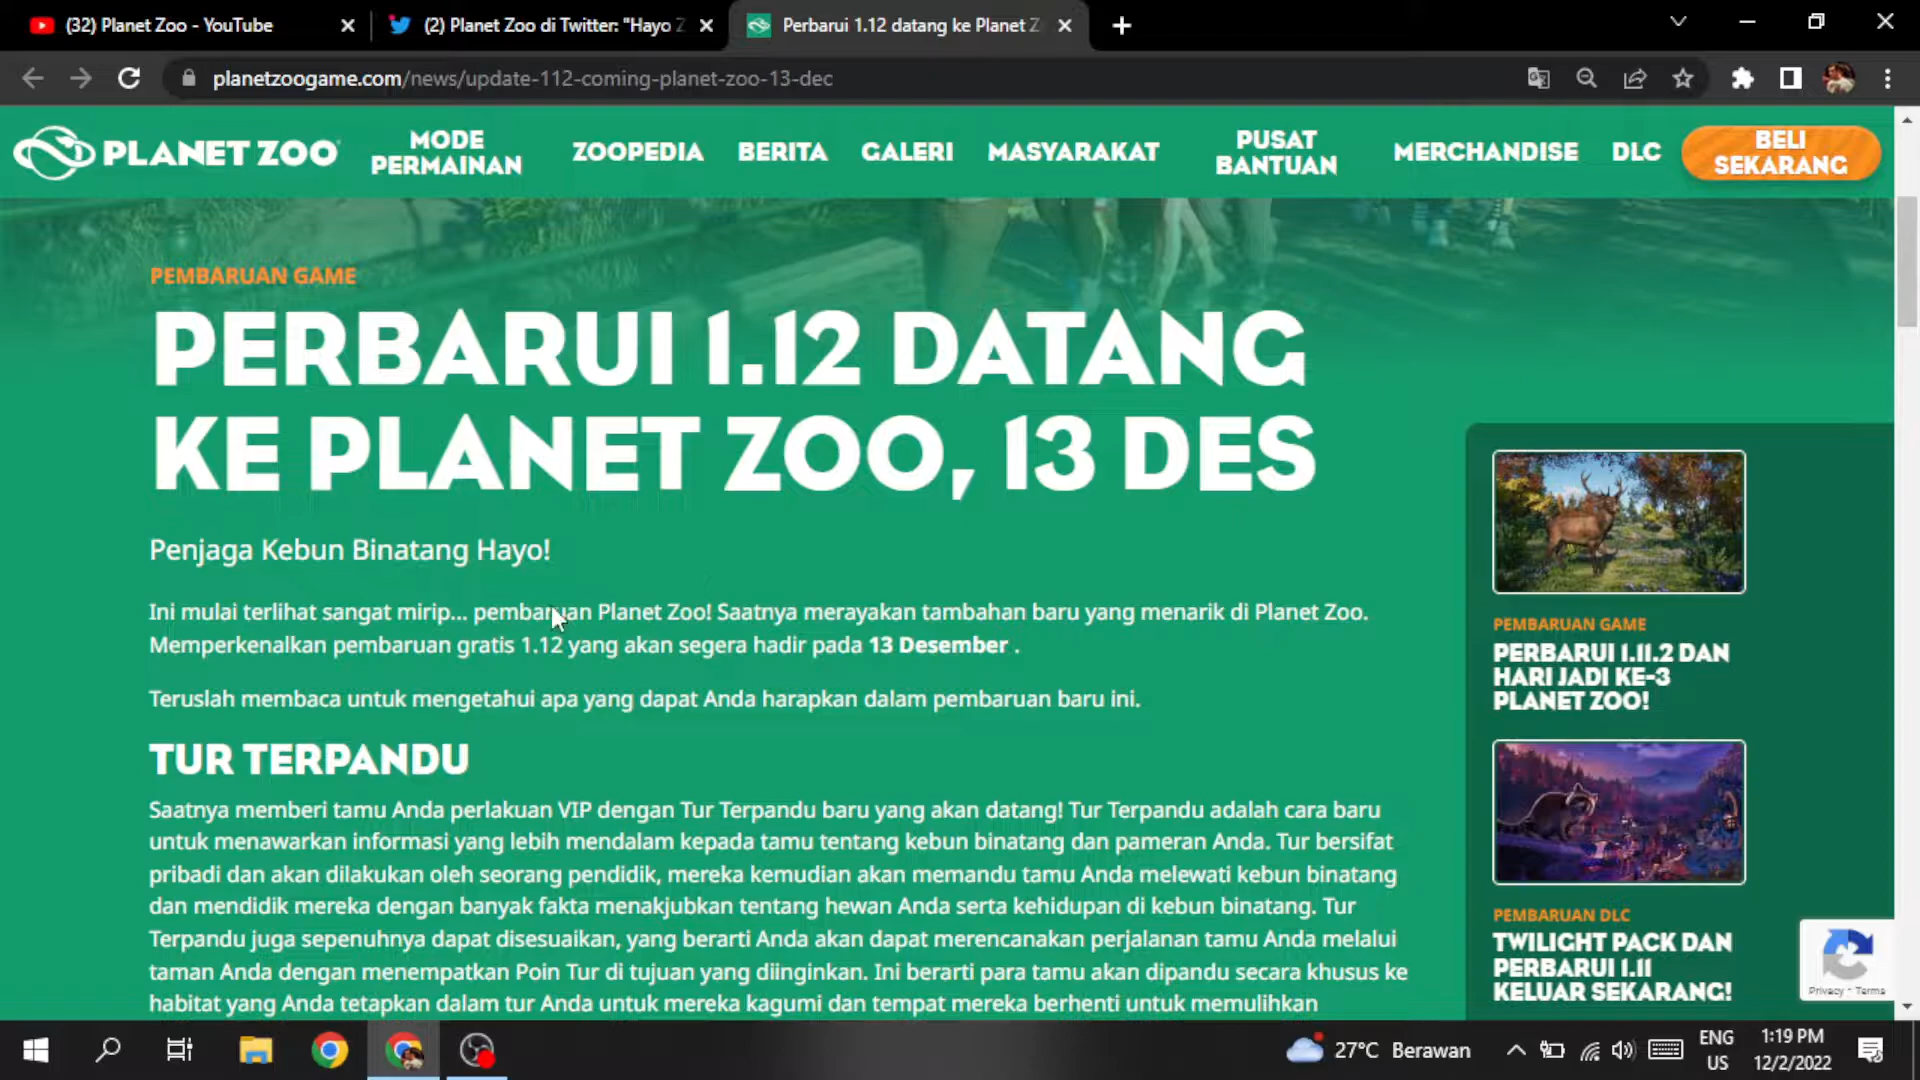 (32) Planet Zoo - YouTube
(2) Planet Zoo di Twitter: "Hayo Z
Perbarui 1.12 datang ke Planet Z
planetzoogame.com/news/update-112-coming-planet-zoo-13-dec
PLANET ZOO
MODE
PERMAINAN
ZOOPEDIA
BERITA
GALERI
MASYARAKAT
PUSAT
BANTUAN
MERCHANDISE
DLC
BELI
SEKARANG
PEMBARUAN GAME
PERBARUI 1.12 DATANG
KE PLANET ZOO, 13 DES
Penjaga Kebun Binatang Hayo!
Ini mulai terlihat sangat mirip... pembaruan Planet Zoo! Saatnya merayakan tambahan baru yang menarik di Planet Zoo.
Memperkenalkan pembaruan gratis 1.12 yang akan segera hadir pada 13 Desember .
Teruslah membaca untuk mengetahui apa yang dapat Anda harapkan dalam pembaruan baru ini.
TUR TERPANDU
Saatnya memberi tamu Anda perlakuan VIP dengan Tur Terpandu baru yang akan datang! Tur Terpandu adalah cara baru
untuk menawarkan informasi yang lebih mendalam kepada tamu tentang kebun binatang dan pameran Anda. Tur bersifat
pribadi dan akan dilakukan oleh seorang pendidik, mereka kemudian akan memandu tamu Anda melewati kebun binatang
dan mendidik mereka dengan banyak fakta menakjubkan tentang hewan Anda serta kehidupan di kebun binatang. Tur
Terpandu juga sepenuhnya dapat disesuaikan, yang berarti Anda akan dapat merencanakan perjalanan tamu Anda melalui
taman Anda dengan menempatkan Poin Tur di tujuan yang diinginkan. Ini berarti para tamu akan dipandu secara khusus ke
habitat yang Anda tetapkan dalam tur Anda untuk mereka kagumi dan tempat mereka berhenti untuk memulihkan
PEMBARUAN GAME
PERBARUI 1.11.2 DAN
HARI JADI KE-3
PLANET ZOO!
PEMBARUAN DLC
TWILIGHT PACK DAN
PERBARUI 1.11
KELUAR SEKARANG!
Privacy - Terms
27°C Berawan
ENG
US
1:19 PM
12/2/2022